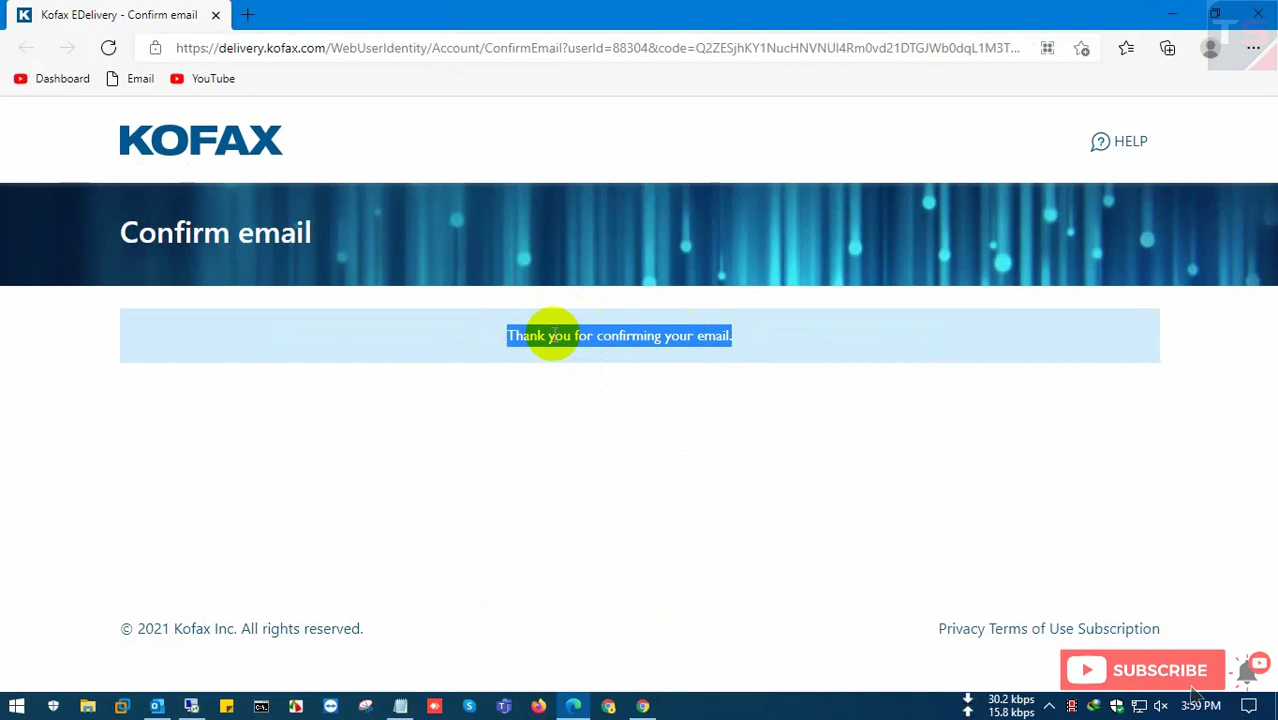 Kofax EDelivery - Confirm email
https://delivery.kofax.com/WebUserIdentity/Account/ConfirmEmail?userId=88304&code=Q2ZESjhKY1NucHNVNUl4Rm0vd21DTGJWb0dqL1M3T...
Dashboard Email YouTube
KOFAX
HELP
Confirm email
Thank you for confirming your email.
© 2021 Kofax Inc. All rights reserved.
Privacy Terms of Use Subscription
SUBSCRIBE
30.2 kbps
15.8 kbps
3:59 PM